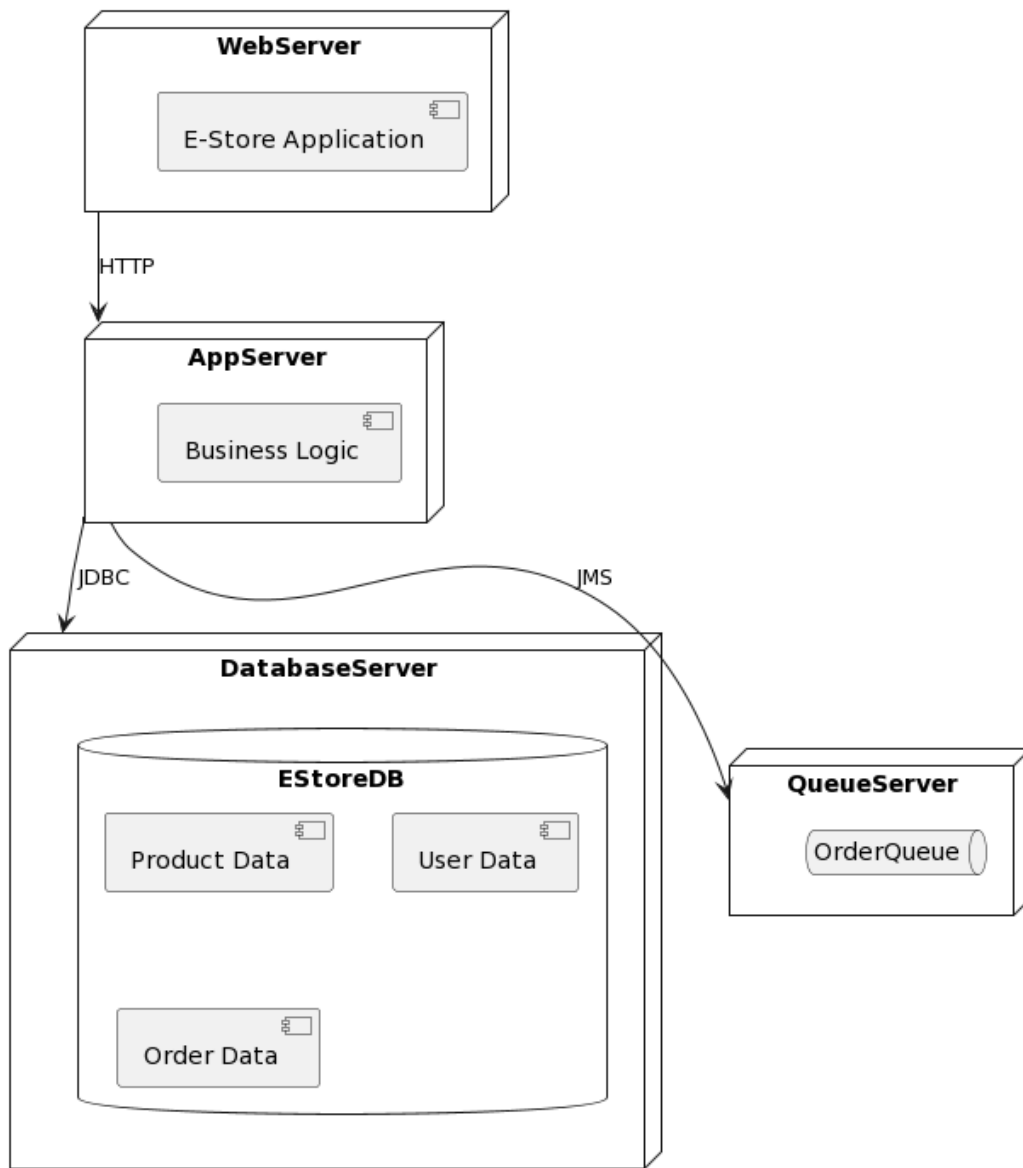 WebServer
E-Store Application
HTTP
AppServer
Business Logic
JDBC
JMS
DatabaseServer
EStoreDB
Product Data
User Data
Order Data
QueueServer
OrderQueue